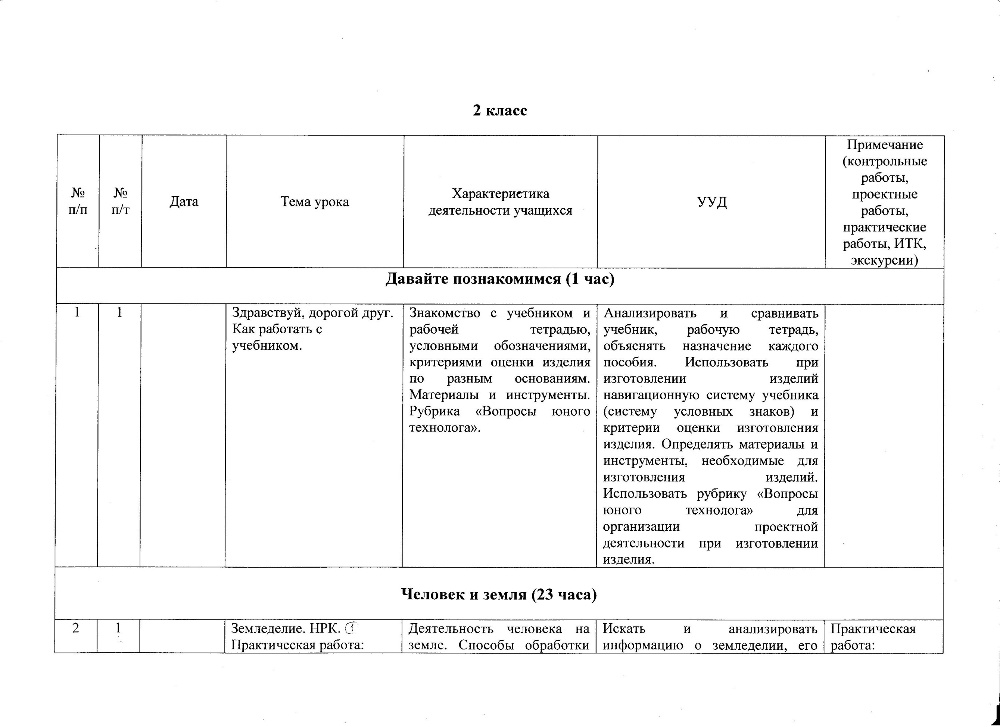 2 класс
№
п/п
№
п/т
Дата
Тема урока
Характеристика
деятельности учащихся
УУД
Примечание
(контрольные
работы,
проектные
работы,
практические
работы, ИТК,
экскурсии)
Давайте познакомимся (1 час)
1
1
Здравствуй, дорогой друг.
Как работать с
учебником.
Знакомство с учебником и
рабочей тетрадью,
условными обозначениями,
критериями оценки изделия
по разным основаниям.
Материалы и инструменты.
Рубрика «Вопросы юного
технолога».
Анализировать и сравнивать
учебник, рабочую тетрадь,
объяснять назначение каждого
пособия. Использовать при
изготовлении изделий
навигационную систему учебника
(систему условных знаков) и
критерии оценки изготовления
изделия. Определять материалы и
инструменты, необходимые для
изготовления изделий.
Использовать рубрику «Вопросы
юного технолога» для
организации проектной
деятельности при изготовлении
изделия.
Человек и земля (23 часа)
2
1
Земледелие. НРК. 1
Практическая работа:
Деятельность человека на
земле. Способы обработки
Искать и анализировать
информацию о земледелии, его
Практическая
работа: